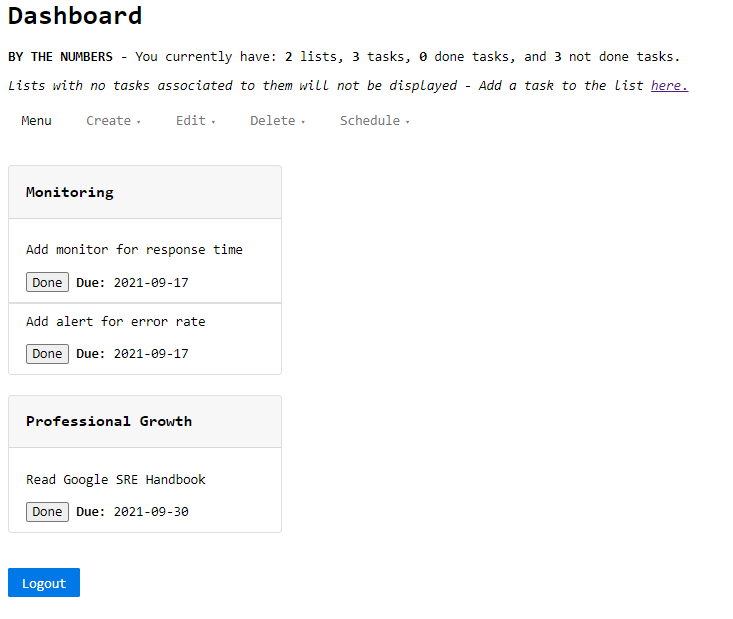 Dashboard
BY THE NUMBERS - You currently have: 2 lists, 3 tasks, 0 done tasks, and 3 not done tasks.
Lists with no tasks associated to them will not be displayed - Add a task to the list here.
Menu Create Edit Delete Schedule
Monitoring
Add monitor for response time
Done Due: 2021-09-17
Add alert for error rate
Done Due: 2021-09-17
Professional Growth
Read Google SRE Handbook
Done Due: 2021-09-30
Logout